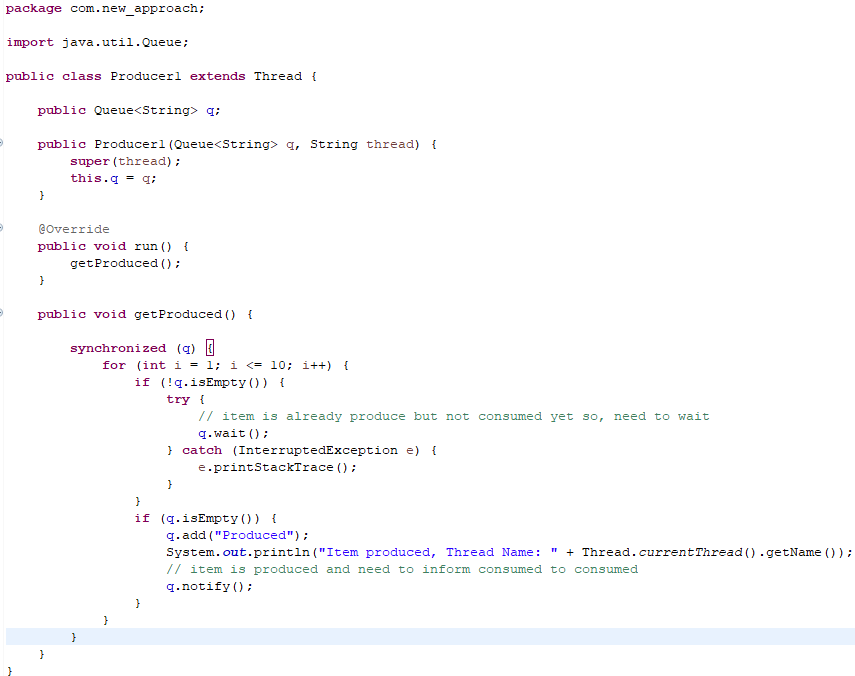 package com.new_approach;
import java.util.Queue;
public class Producer1 extends Thread {
public Queue<String> q;
public Producer1(Queue<String> q, String thread) {
super(thread);
this.q = q;
}
@Override
public void run() {
getProduced();
}
public void getProduced() {
synchronized (q) {
for (int i = 1; i <= 10; i++) {
if (!q.isEmpty()) {
try {
// item is already produce but not consumed yet so, need to wait
q.wait();
} catch (InterruptedException e) {
e.printStackTrace();
}
}
if (q.isEmpty()) {
q.add("Produced");
System.out.println("Item produced, Thread Name: " + Thread.currentThread().getName());
// item is produced and need to inform consumed to consumed
q.notify();
}
}
}
}
}